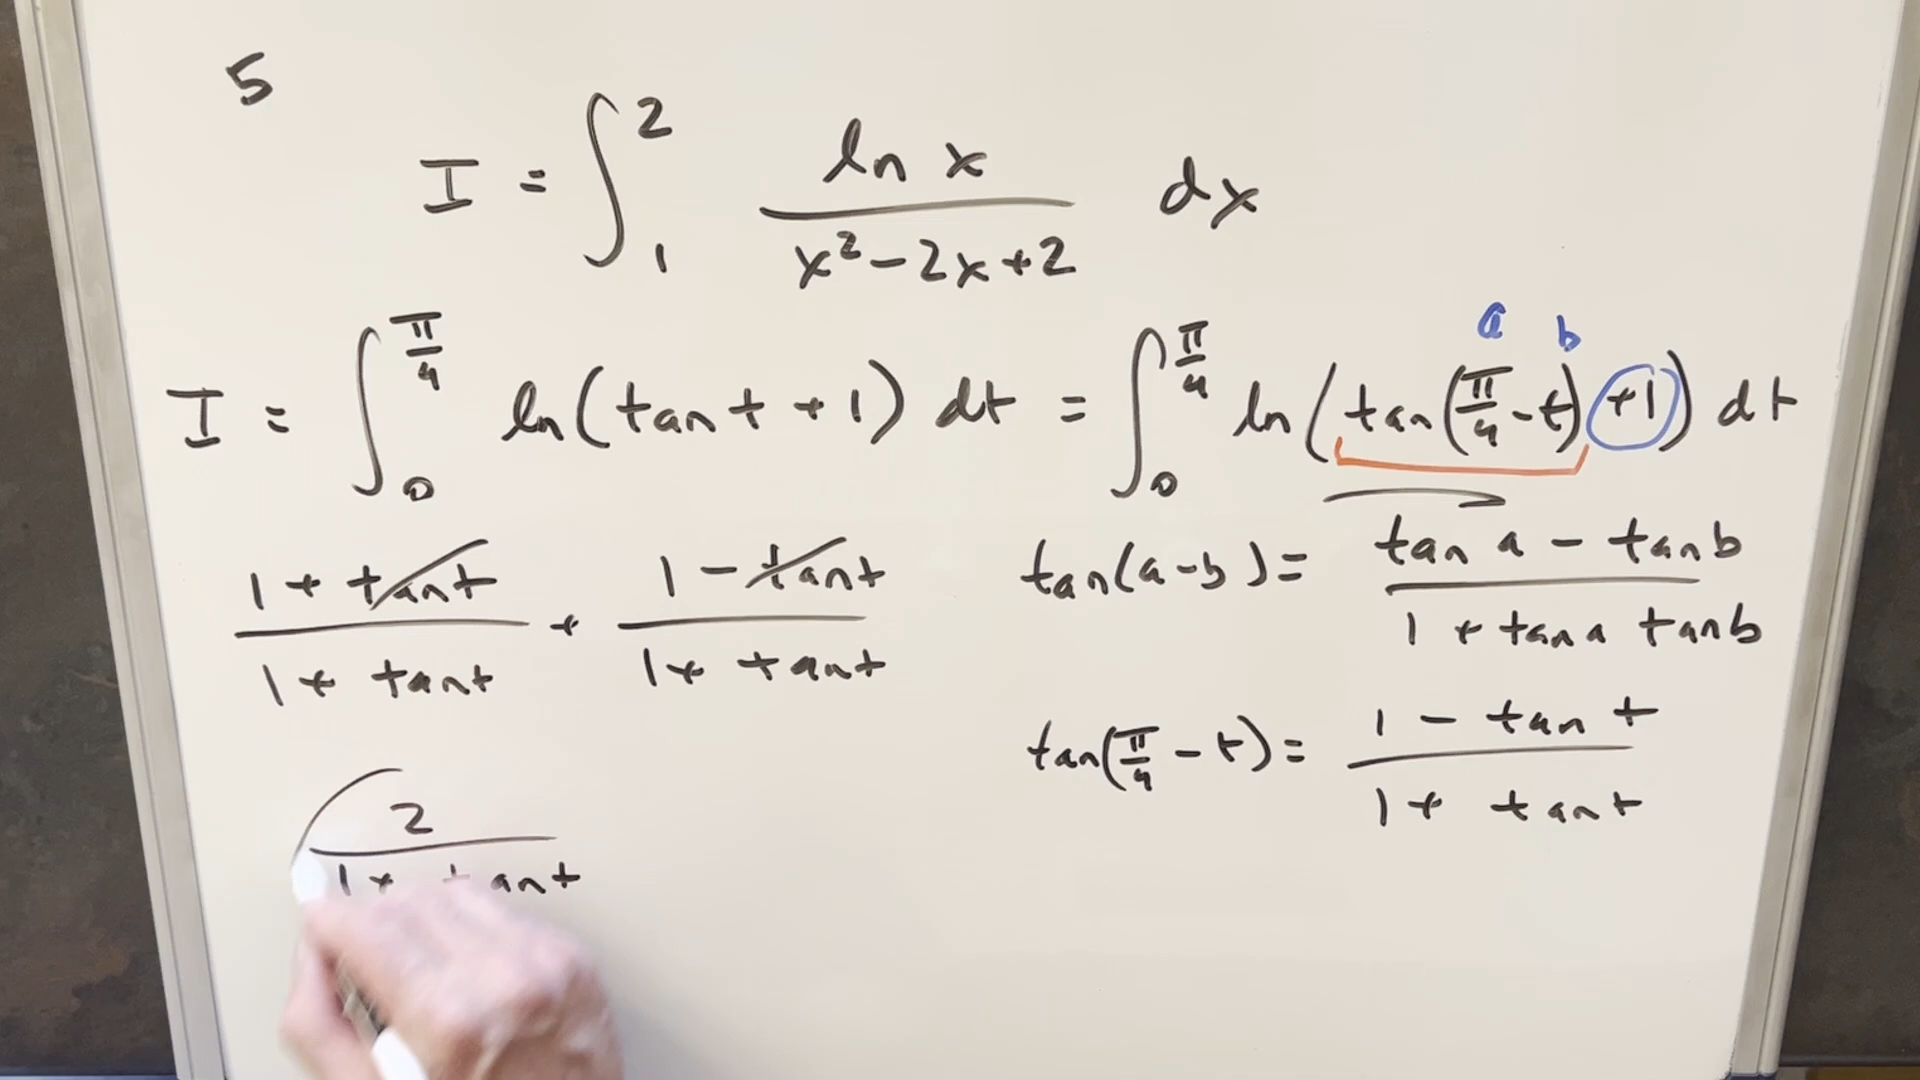 5
I = ∫₁² ln x / (x² - 2x + 2) dx
a b
I = ∫₀^(π/4) ln(tan t + 1) dt = ∫₀^(π/4) ln(tan(π/4 - t) + 1) dt
(1 + tan t)/(1 + tan t) + (1 - tan t)/(1 + tan t)
tan(a-b) = (tan a - tan b)/(1 + tan a tan b)
tan(π/4 - t) = (1 - tan t)/(1 + tan t)
2/(1 + tan t)